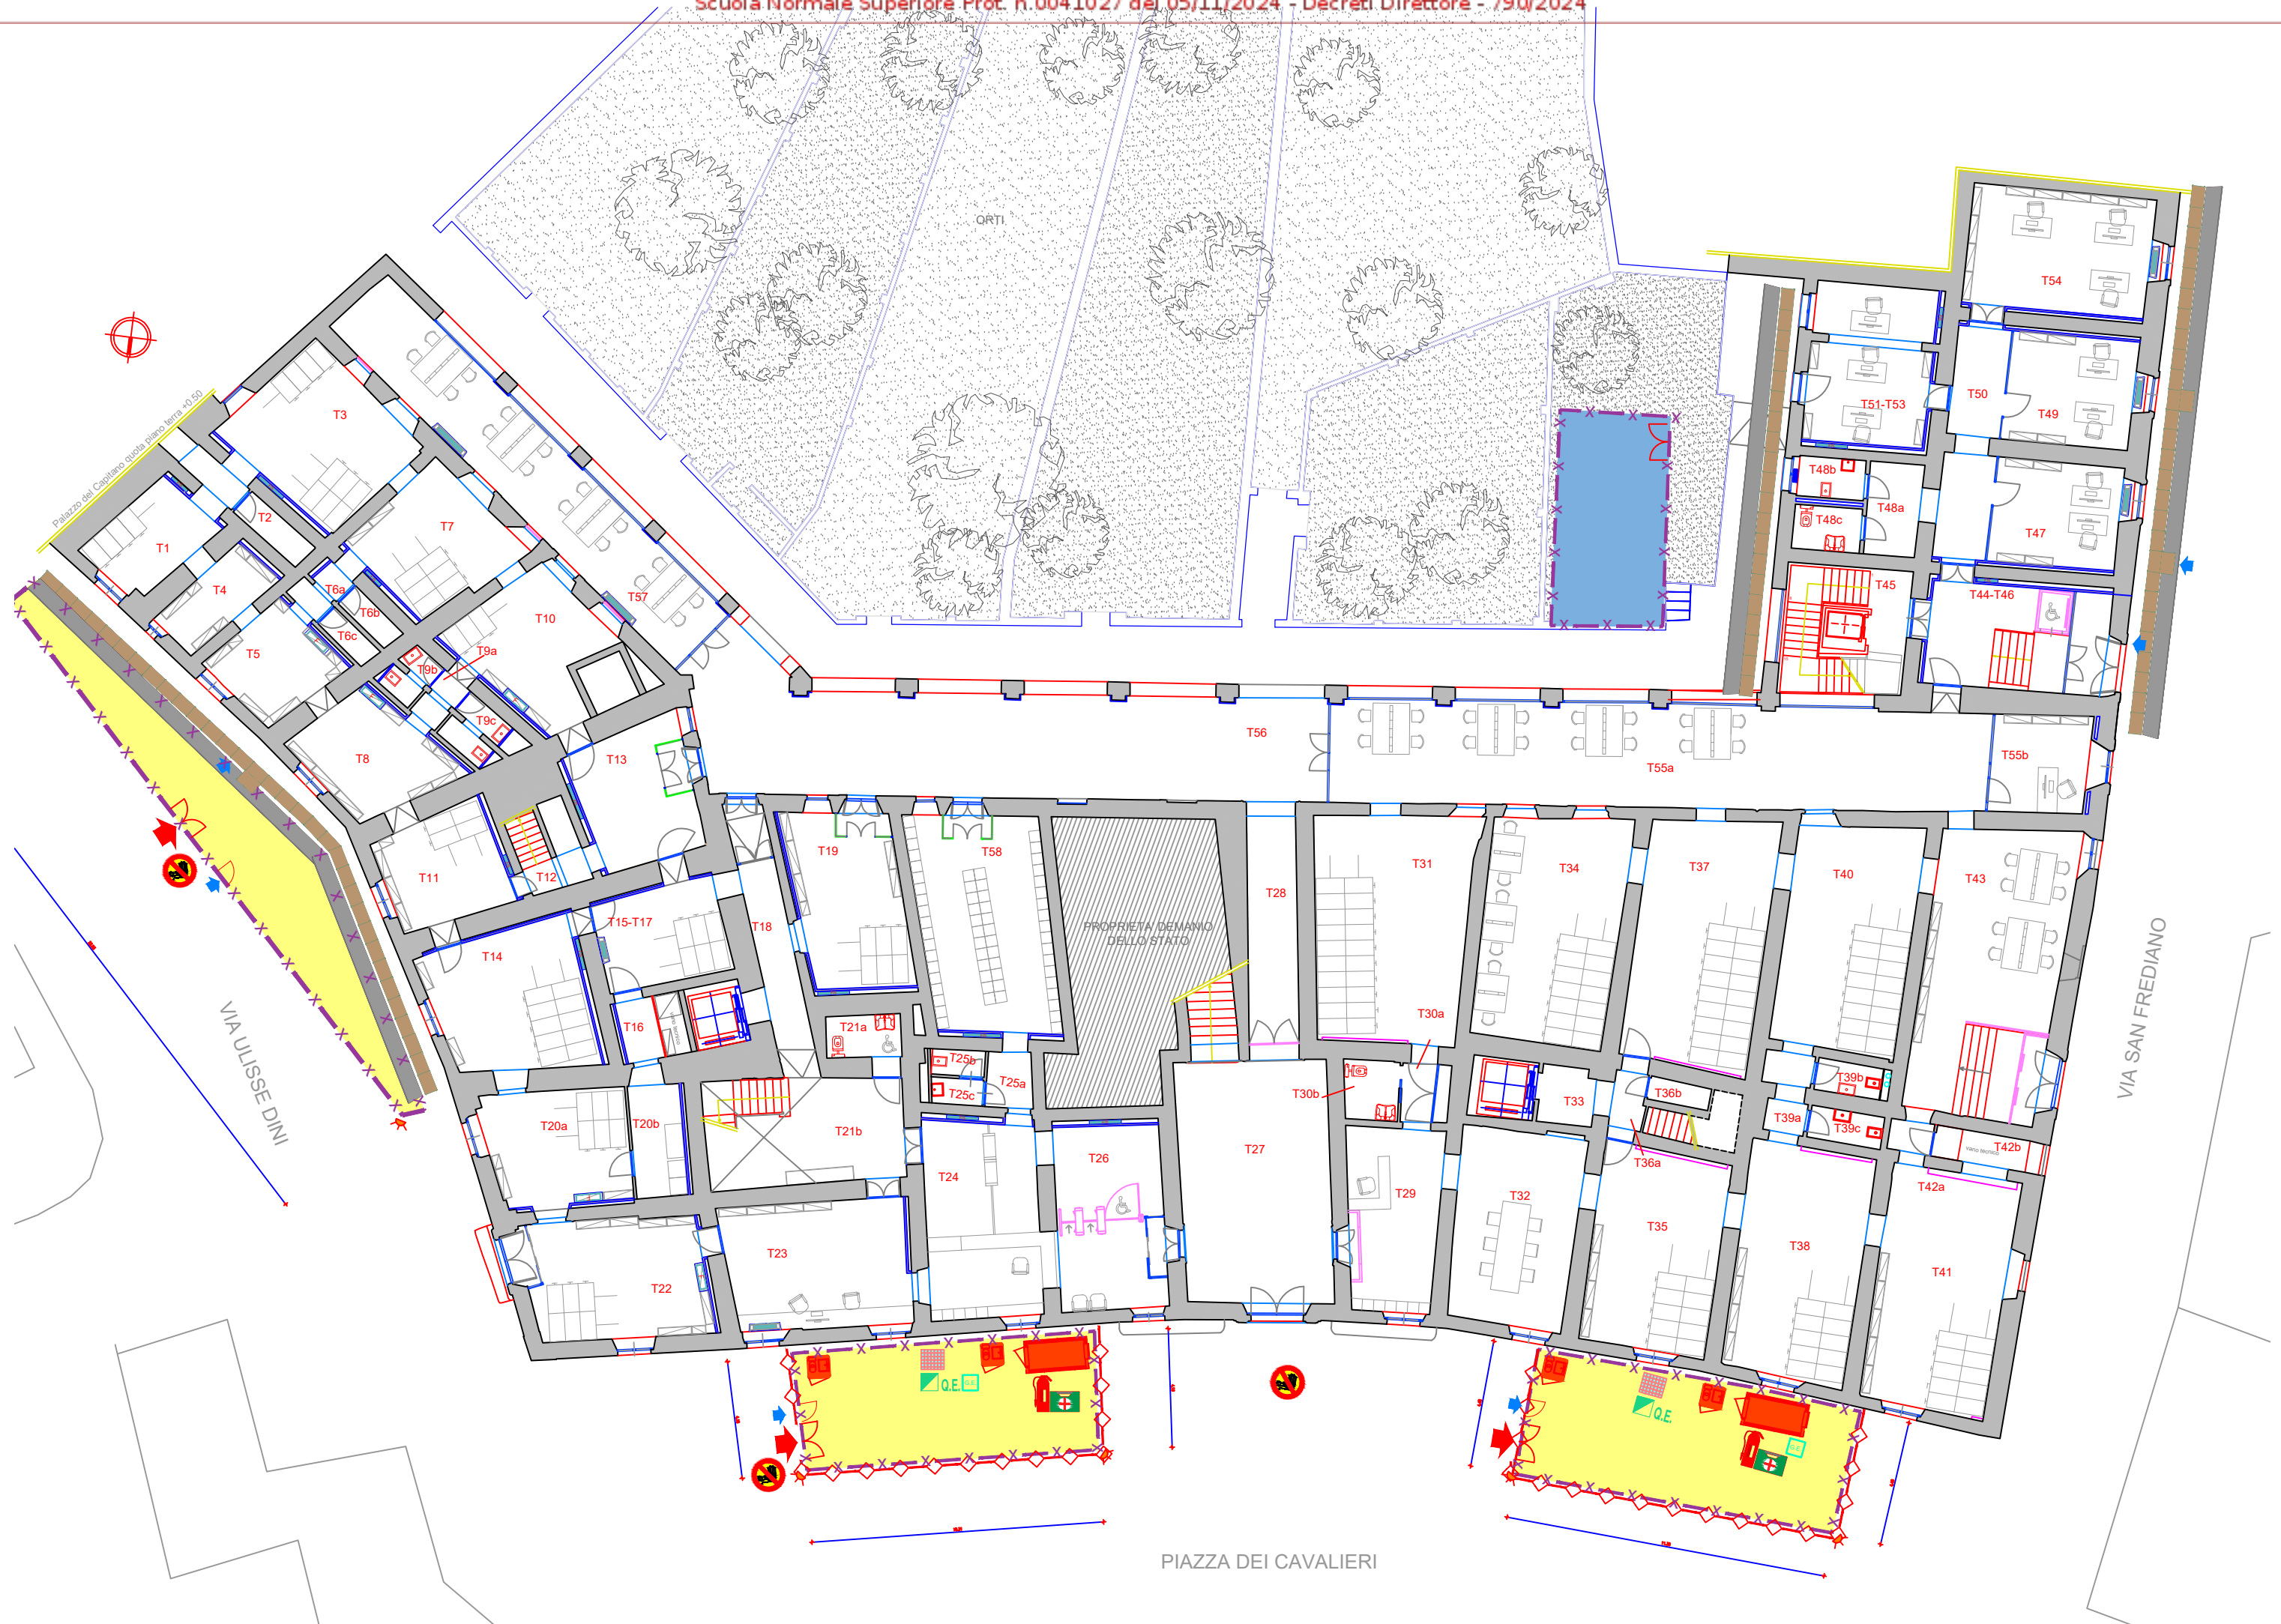 Scuola Normale Superiore Prot. n.0041027 del 05/11/2024 - Decreti Direttore - 790/2024
ORTI
T54
Palazzo del Capitano quota piano terra +0.50
T3
T50
T51-T53
T49
T48b
T2
T7
T48a
T48c
T47
T1
T4
T6a
T6b
T57
T45
T44-T46
T6c
T10
T5
T9a
T9b
T9c
T56
T8
T13
T55a
T55b
T19
T58
T31
T34
T37
T40
T43
T11
T12
T28
T15-T17
T18
PROPRIETA' DEMANIO
DELLO STATO
T14
VIA SAN FREDIANO
VIA ULISSE DINI
T16
vano tecnico
T21a
T30a
T25b
T25a
T25c
T30b
T33
T36b
T39b
T39a
T39c
T20a
T20b
T21b
T27
T36a
T42b
vano tecnico
T26
T24
T29
T32
T42a
T35
T38
T41
T23
T22
Q.E.
G.E.
Q.E.
G.E.
PIAZZA DEI CAVALIERI